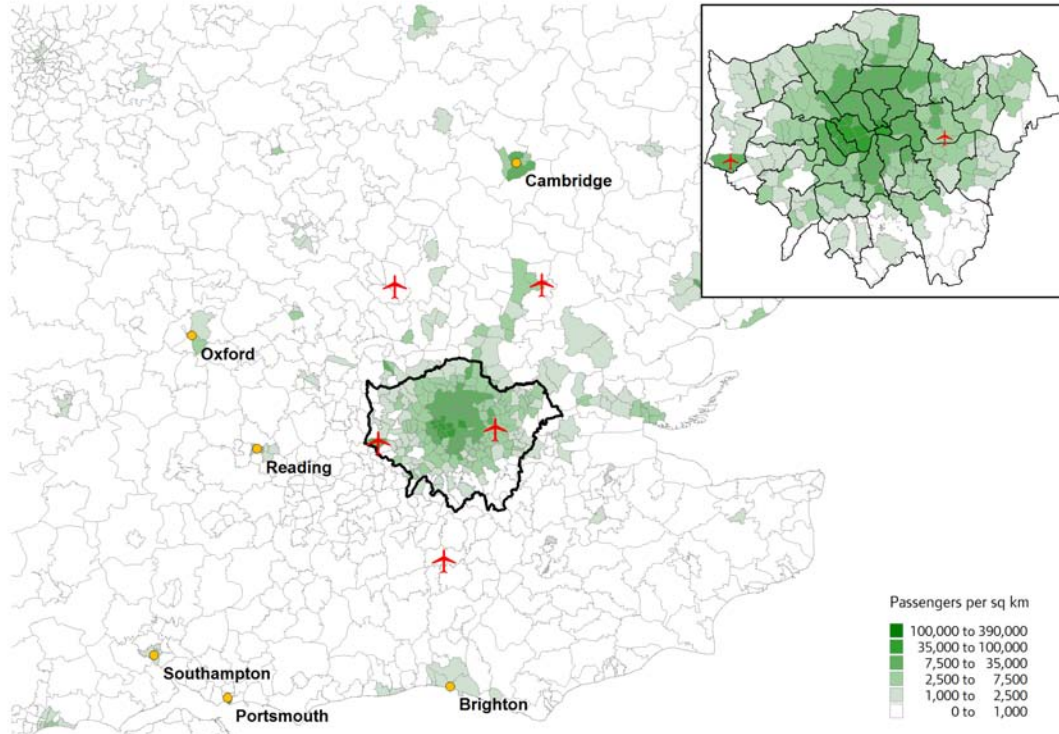 Cambridge
Oxford
Reading
Southampton
Portsmouth
Brighton
Passengers per sq km
100,000 to 390,000
35,000 to 100,000
7,500 to 35,000
2,500 to 7,500
1,000 to 2,500
0 to 1,000